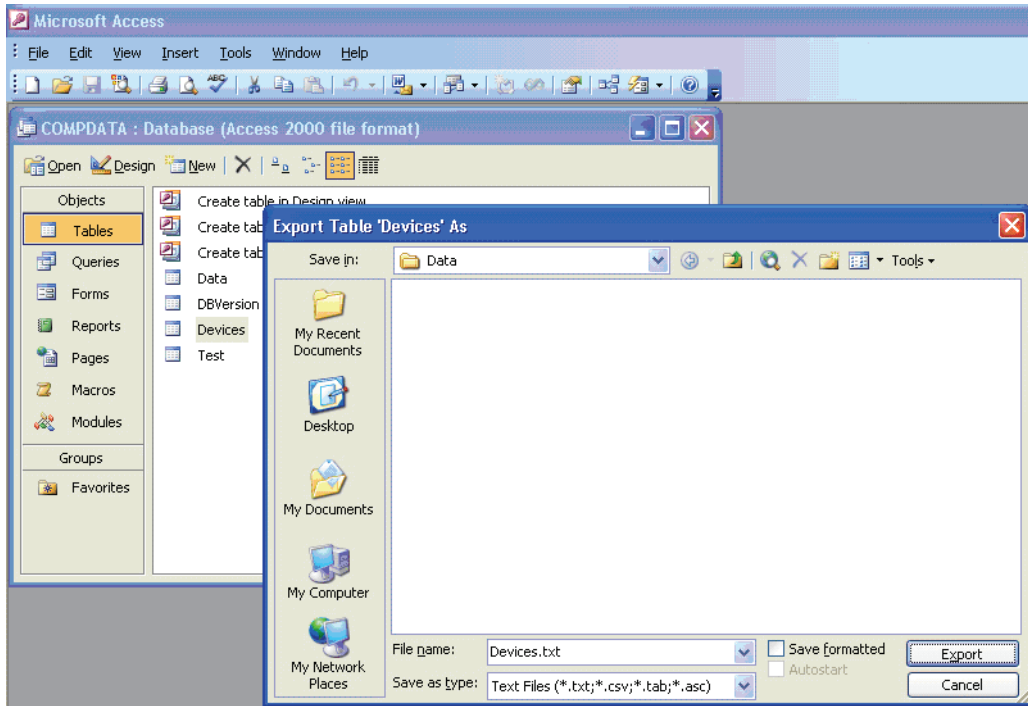 Microsoft Access
File Edit View Insert Tools Window Help
ABC
COMPDATA : Database (Access 2000 file format)
Open Design New
Objects
Tables
Queries
Forms
Reports
Pages
Macros
Modules
Groups
Favorites
Create table in Design view
Create tab
Create tab
Data
DBVersion
Devices
Test
Export Table 'Devices' As
Save in: Data Tools
My Recent
Documents
Desktop
My Documents
My Computer
My Network
Places
File name: Devices.txt
Save as type: Text Files (*.txt;*.csv;*.tab;*.asc)
Save formatted
Autostart
Export
Cancel